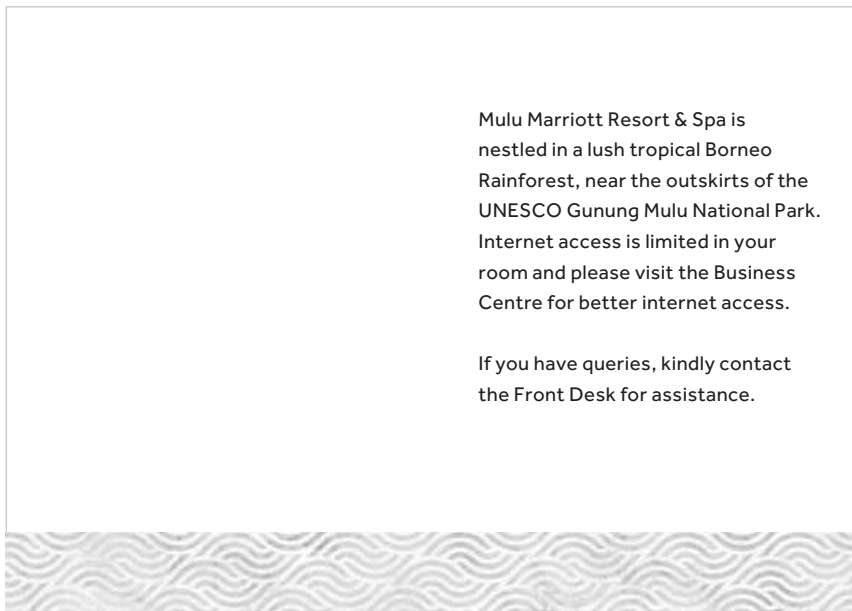 Mulu Marriott Resort & Spa is
nestled in a lush tropical Borneo
Rainforest, near the outskirts of the
UNESCO Gunung Mulu National Park.
Internet access is limited in your
room and please visit the Business
Centre for better internet access.
If you have queries, kindly contact
the Front Desk for assistance.